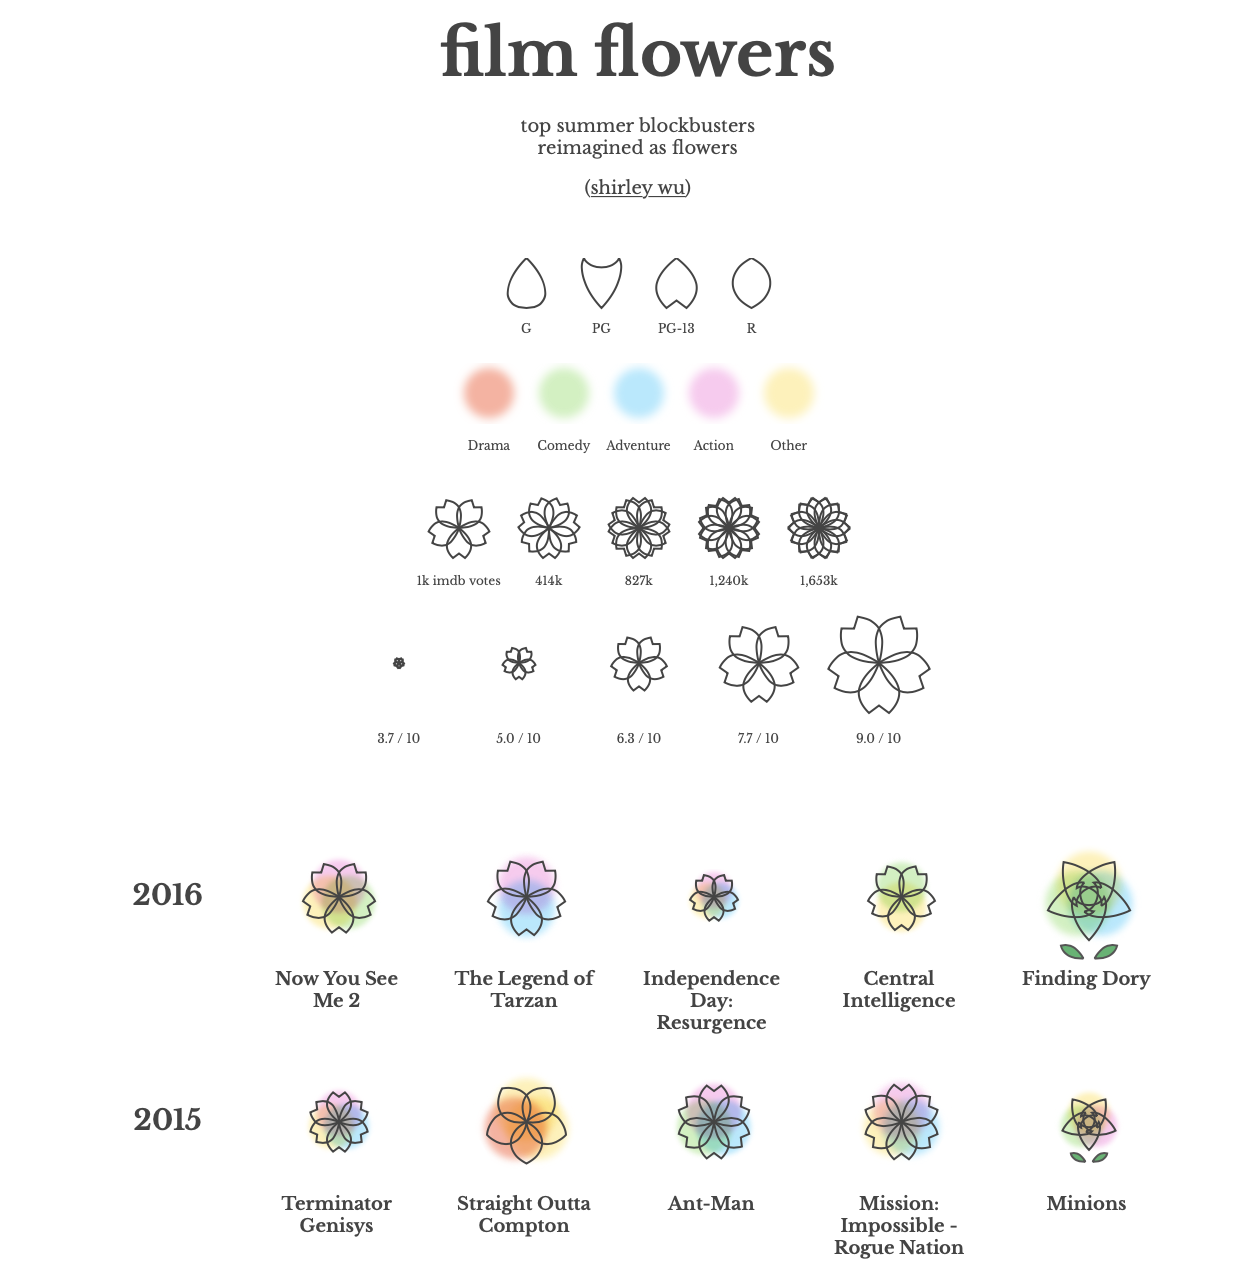 film flowers
top summer blockbusters
reimagined as flowers
(shirley wu)
G PG PG-13 R
Drama Comedy Adventure Action Other
1k imdb votes 414k 827k 1,240k 1,653k
3.7 / 10 5.0 / 10 6.3 / 10 7.7 / 10 9.0 / 10
2016
Now You See
Me 2
The Legend of
Tarzan
Independence
Day:
Resurgence
Central
Intelligence
Finding Dory
2015
Terminator
Genisys
Straight Outta
Compton
Ant-Man
Mission:
Impossible -
Rogue Nation
Minions